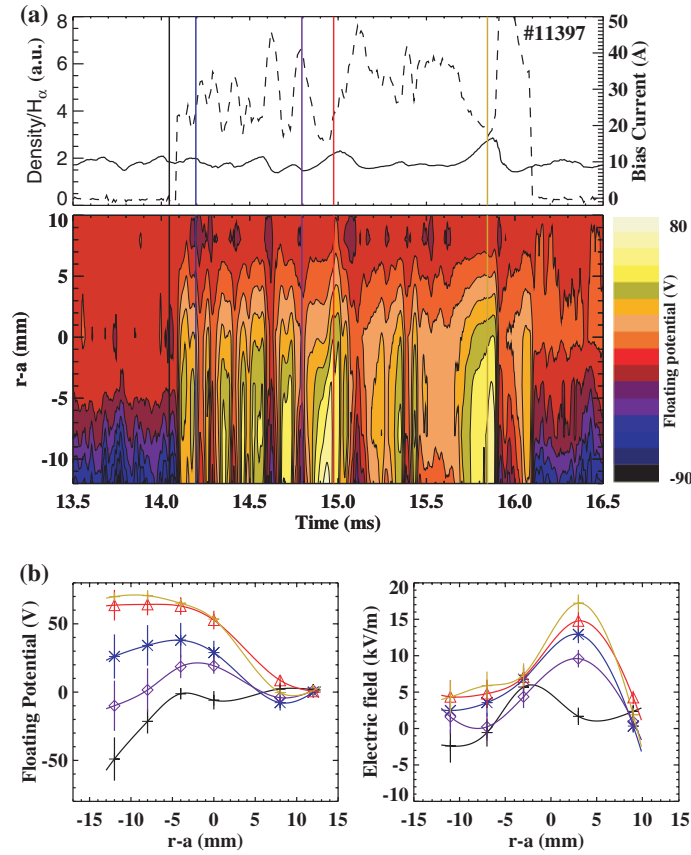 (a)
#11397
Density/Hα (a.u.)
8
6
4
2
0
50
40
30
20
10
0
Bias Current (A)
r-a (mm)
10
5
0
-5
-10
80
Floating potential (V)
-90
13.5 14.0 14.5 15.0 15.5 16.0 16.5
Time (ms)
(b)
Floating Potential (V)
50
0
-50
-15 -10 -5 0 5 10 15
r-a (mm)
Electric field (kV/m)
20
15
10
5
0
-5
-10
-15 -10 -5 0 5 10 15
r-a (mm)